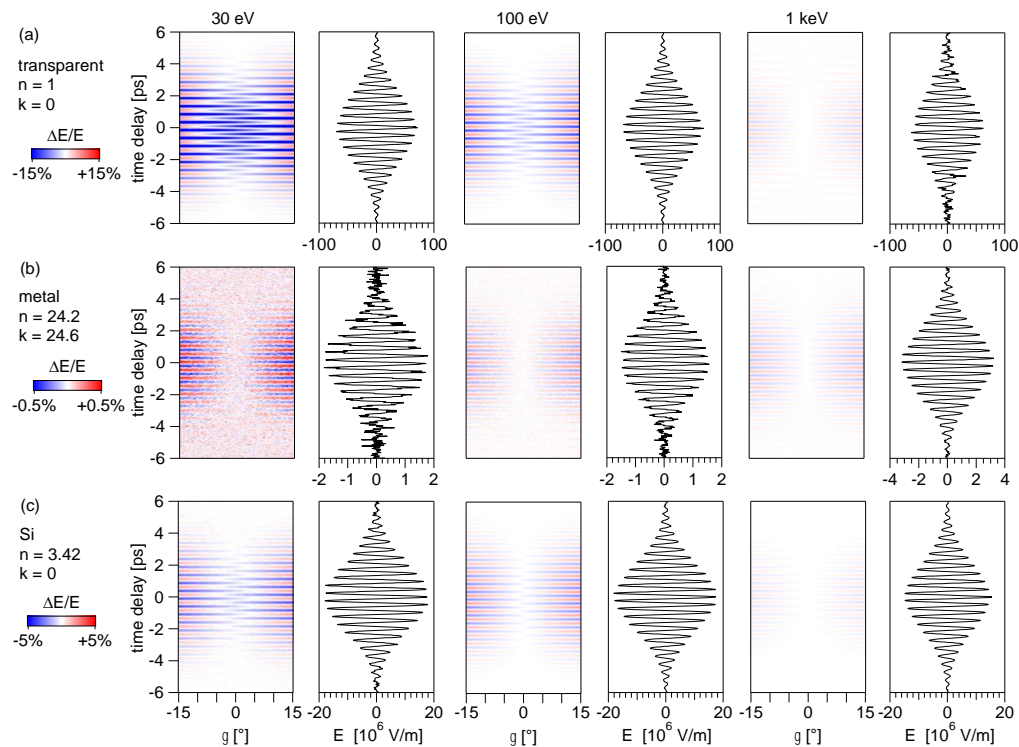 30 eV 100 eV 1 keV
(a)
transparent
n = 1
k = 0
ΔE/E
-15% +15%
time delay [ps]
6
4
2
0
-2
-4
-6
-100 0 100
-100 0 100
-100 0 100
(b)
metal
n = 24.2
k = 24.6
ΔE/E
-0.5% +0.5%
time delay [ps]
6
4
2
0
-2
-4
-6
-2 -1 0 1 2
-2 -1 0 1 2
-4 -2 0 2 4
(c)
Si
n = 3.42
k = 0
ΔE/E
-5% +5%
time delay [ps]
6
4
2
0
-2
-4
-6
-15 0 15
-20 0 20
-15 0 15
-20 0 20
-15 0 15
-20 0 20
g [°] E [10⁶ V/m] g [°] E [10⁶ V/m] g [°] E [10⁶ V/m]